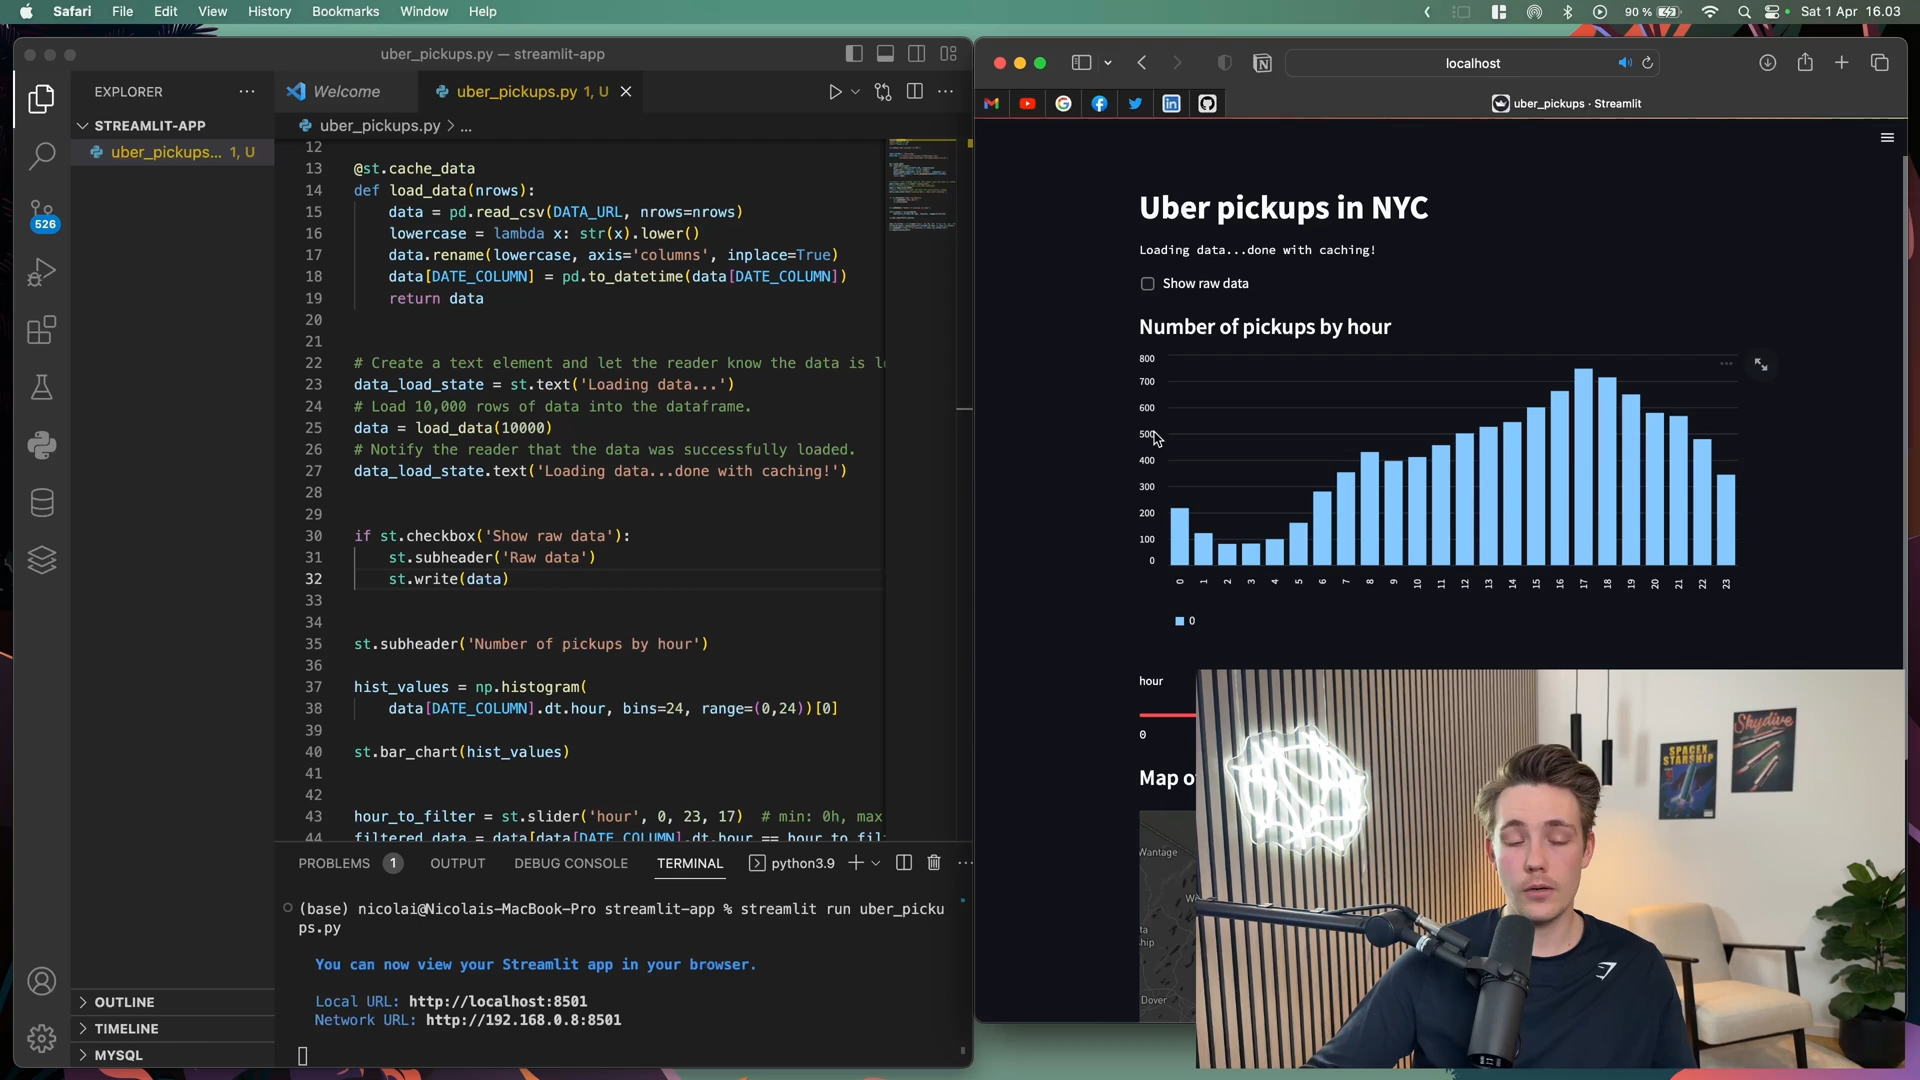 Safari File Edit View History Bookmarks Window Help
90 % Sat 1 Apr 16.03
uber_pickups.py — streamlit-app
EXPLORER
STREAMLIT-APP
uber_pickups... 1, U
526
OUTLINE
TIMELINE
MYSQL
Welcome
uber_pickups.py 1, U
uber_pickups.py > ...
12
13 @st.cache_data
14 def load_data(nrows):
15 data = pd.read_csv(DATA_URL, nrows=nrows)
16 lowercase = lambda x: str(x).lower()
17 data.rename(lowercase, axis='columns', inplace=True)
18 data[DATE_COLUMN] = pd.to_datetime(data[DATE_COLUMN])
19 return data
20
21
22 # Create a text element and let the reader know the data is l
23 data_load_state = st.text('Loading data...')
24 # Load 10,000 rows of data into the dataframe.
25 data = load_data(10000)
26 # Notify the reader that the data was successfully loaded.
27 data_load_state.text('Loading data...done with caching!')
28
29
30 if st.checkbox('Show raw data'):
31 st.subheader('Raw data')
32 st.write(data)
33
34
35 st.subheader('Number of pickups by hour')
36
37 hist_values = np.histogram(
38 data[DATE_COLUMN].dt.hour, bins=24, range=(0,24))[0]
39
40 st.bar_chart(hist_values)
41
42
43 hour_to_filter = st.slider('hour', 0, 23, 17) # min: 0h, max
44 filtered_data = data[data[DATE_COLUMN].dt.hour == hour_to_fil
PROBLEMS 1 OUTPUT DEBUG CONSOLE TERMINAL python3.9
(base) nicolai@Nicolais-MacBook-Pro streamlit-app % streamlit run uber_picku
ps.py
You can now view your Streamlit app in your browser.
Local URL: http://localhost:8501
Network URL: http://192.168.0.8:8501
localhost
uber_pickups · Streamlit
Uber pickups in NYC
Loading data...done with caching!
Show raw data
Number of pickups by hour
800
700
600
500
400
300
200
100
0
0 1 2 3 4 5 6 7 8 9 10 11 12 13 14 15 16 17 18 19 20 21 22 23
0
hour
0
Map o
Wantage
We
ta
hip
Dover
SPACEX
STARSHIP
Skydive